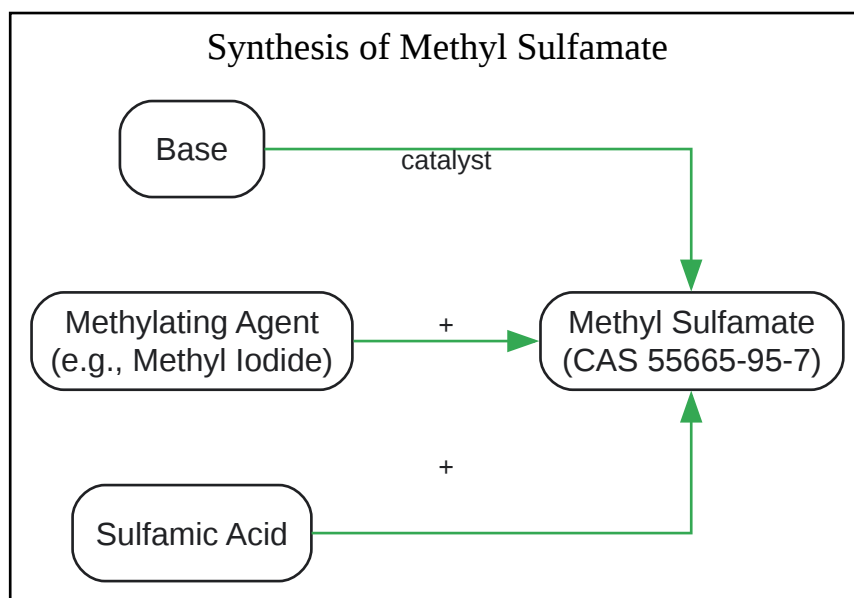 Synthesis of Methyl Sulfamate
Base
catalyst
Methylating Agent
(e.g., Methyl Iodide)
+
Methyl Sulfamate
(CAS 55665-95-7)
+
Sulfamic Acid